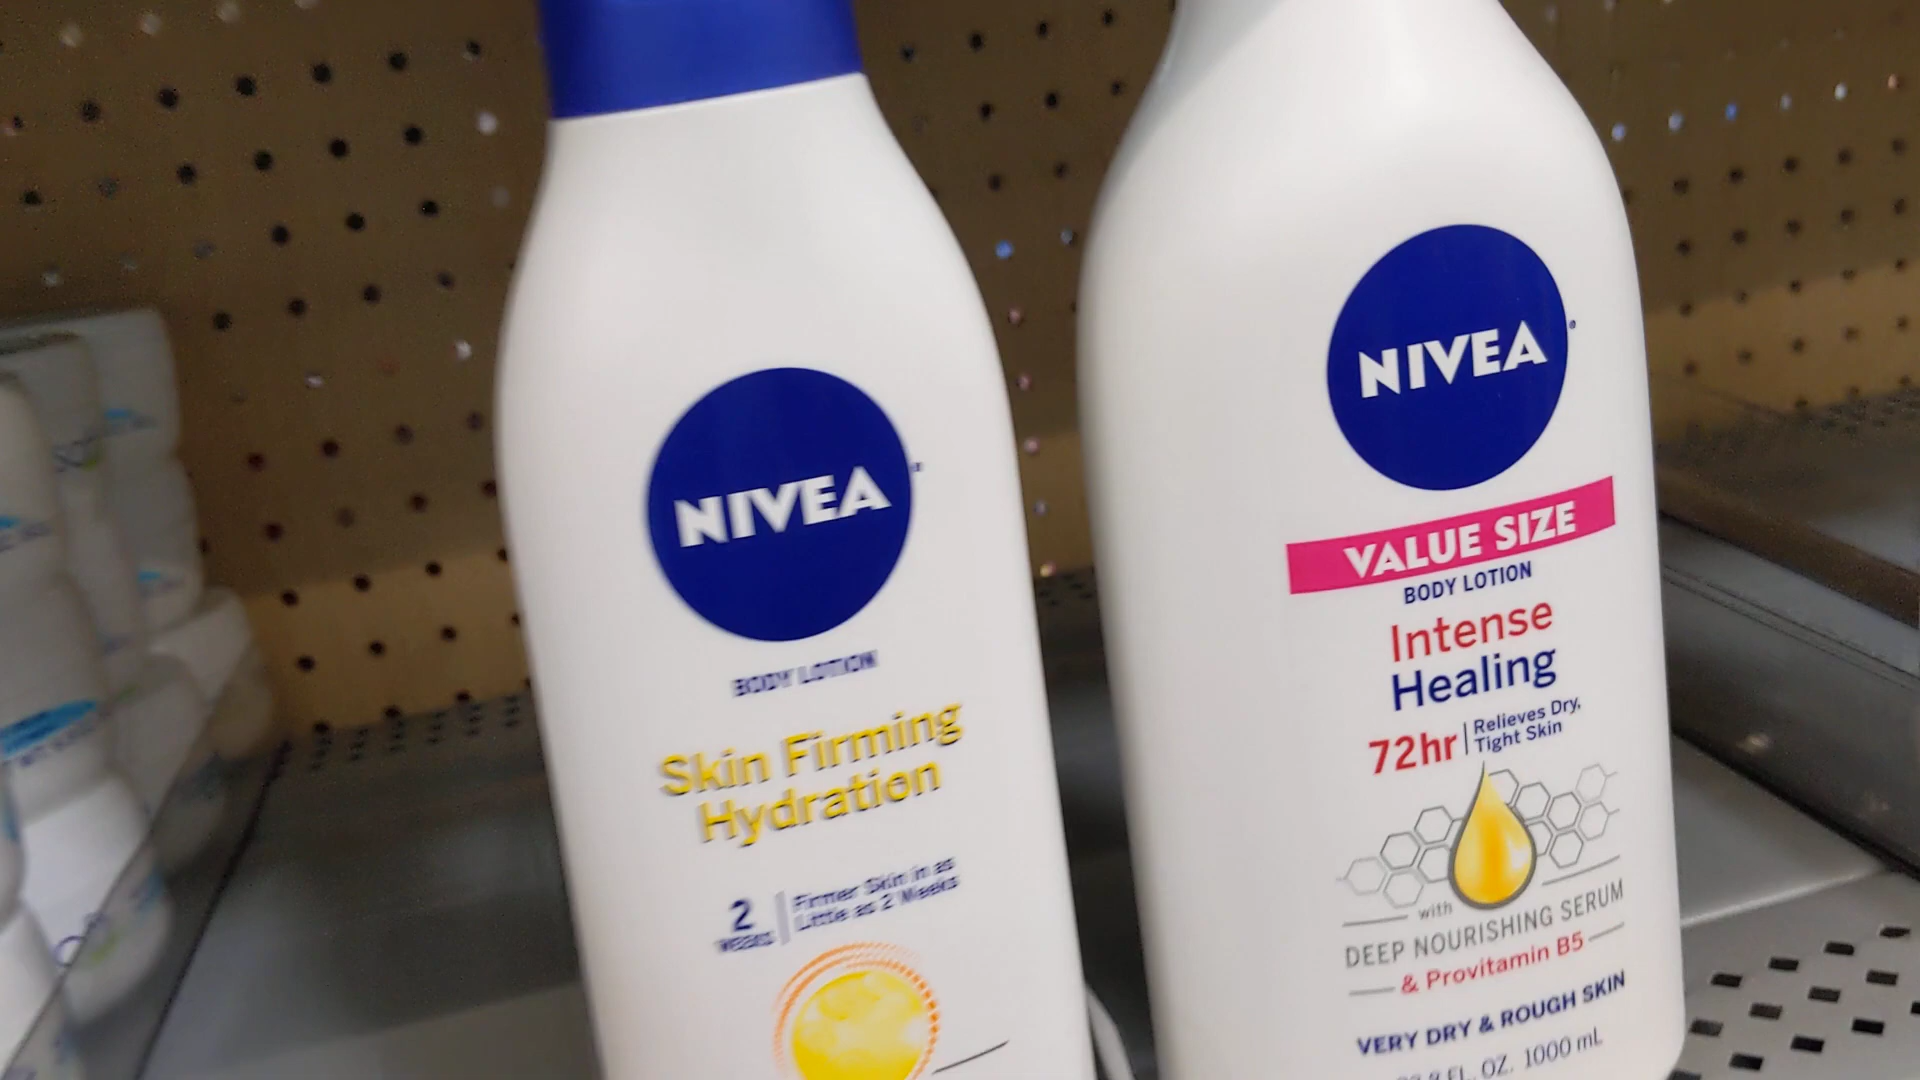 NIVEA
BODY LOTION
Skin Firming
Hydration
2
WEEKS
Firmer Skin in as
Little as 2 Weeks
NIVEA
VALUE SIZE
BODY LOTION
Intense
Healing
72hr
Relieves Dry,
Tight Skin
with
DEEP NOURISHING SERUM
& Provitamin B5
VERY DRY & ROUGH SKIN
FL. OZ. 1000 mL